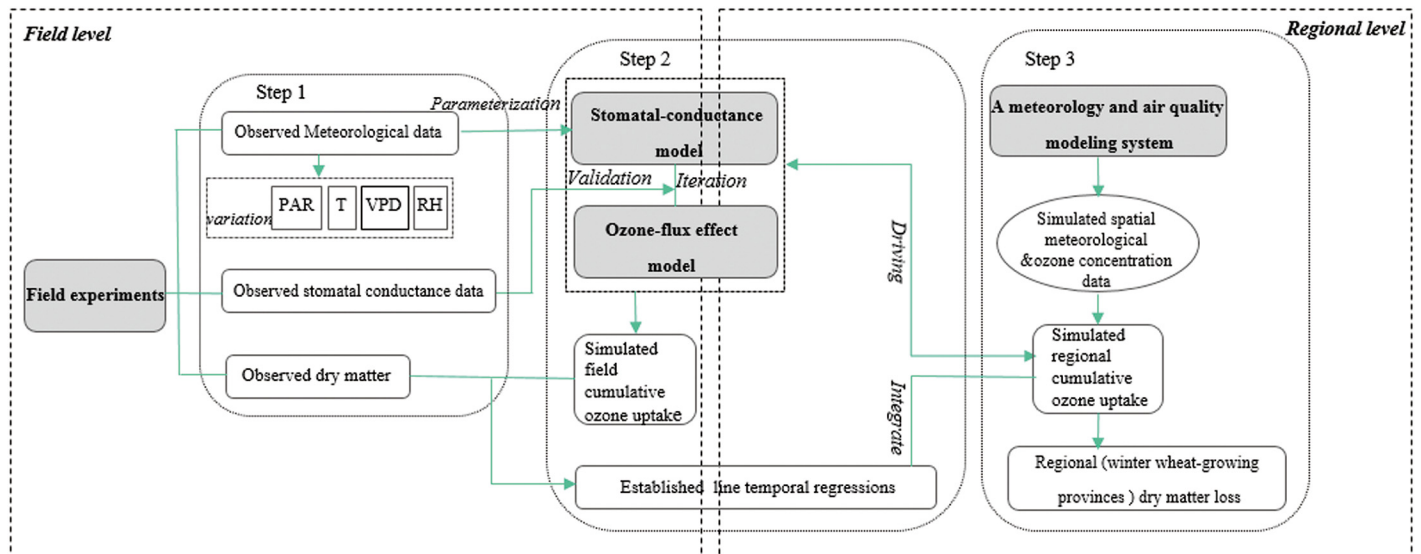 Field level
Regional level
Step 1
Step 2
Step 3
Field experiments
Observed Meteorological data
variation
PAR
T
VPD
RH
Observed stomatal conductance data
Observed dry matter
Parameterization
Stomatal-conductance
model
Validation
Iteration
Ozone-flux effect
model
Simulated
field
cumulative
ozone uptake
Established line temporal regressions
Driving
Integrate
A meteorology and air quality
modeling system
Simulated spatial
meteorological
&ozone concentration
data
Simulated
regional
cumulative
ozone uptake
Regional (winter wheat-growing
provinces ) dry matter loss